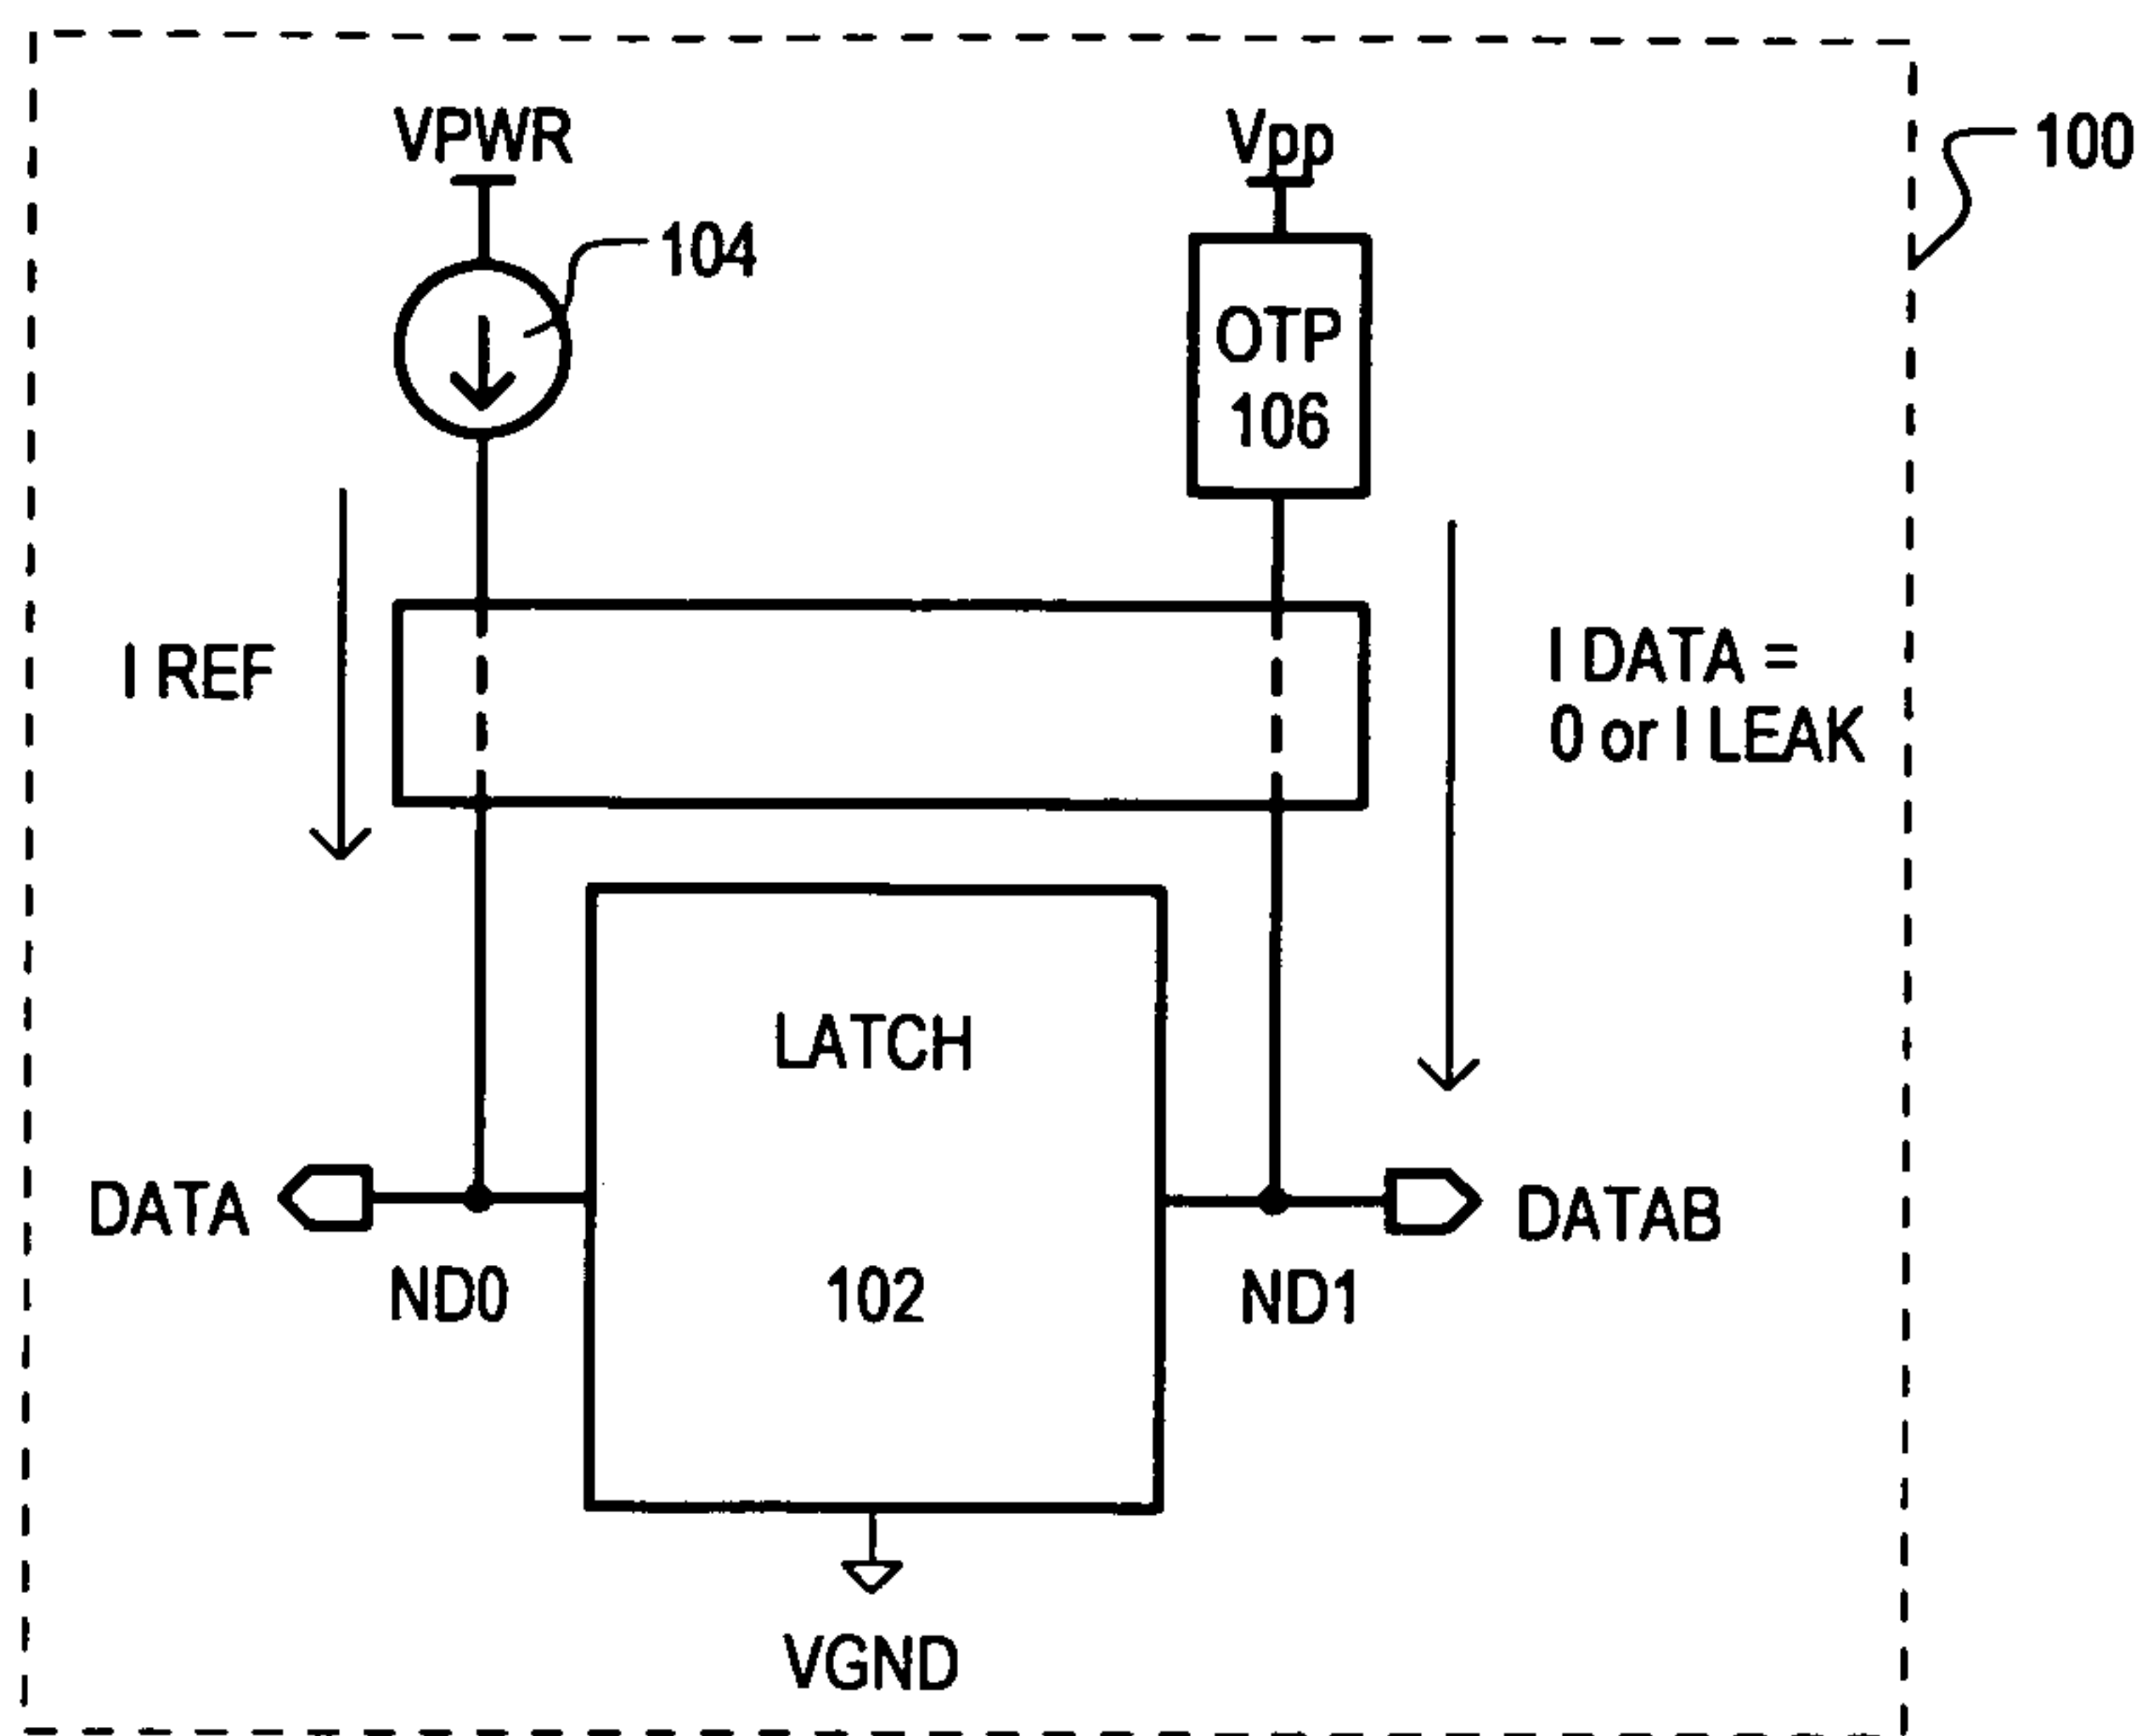 VPWR
Vpp
100
104
OTP
106
I REF
I DATA =
0 or I LEAK
LATCH
DATA
DATAB
ND0
102
ND1
VGND